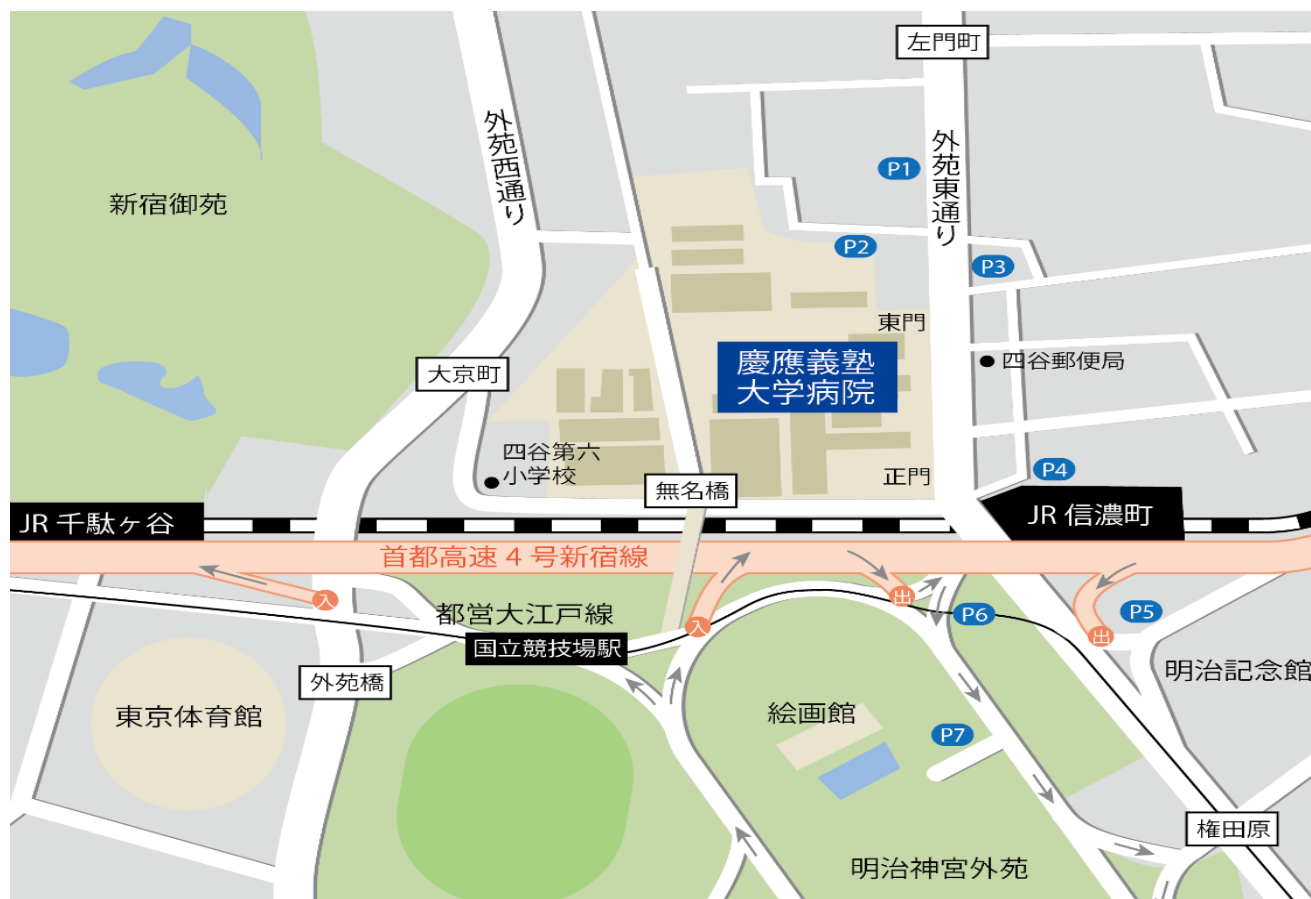 左門町
外苑西通り
外苑東通り
P1
新宿御苑
P2
P3
東門
四谷郵便局
慶應義塾
大学病院
大京町
四谷第六
小学校
正門
P4
無名橋
JR 千駄ヶ谷
JR 信濃町
首都高速 4 号新宿線
入
出
都営大江戸線
入
出
P6
P5
国立競技場駅
外苑橋
明治記念館
東京体育館
絵画館
P7
権田原
明治神宮外苑